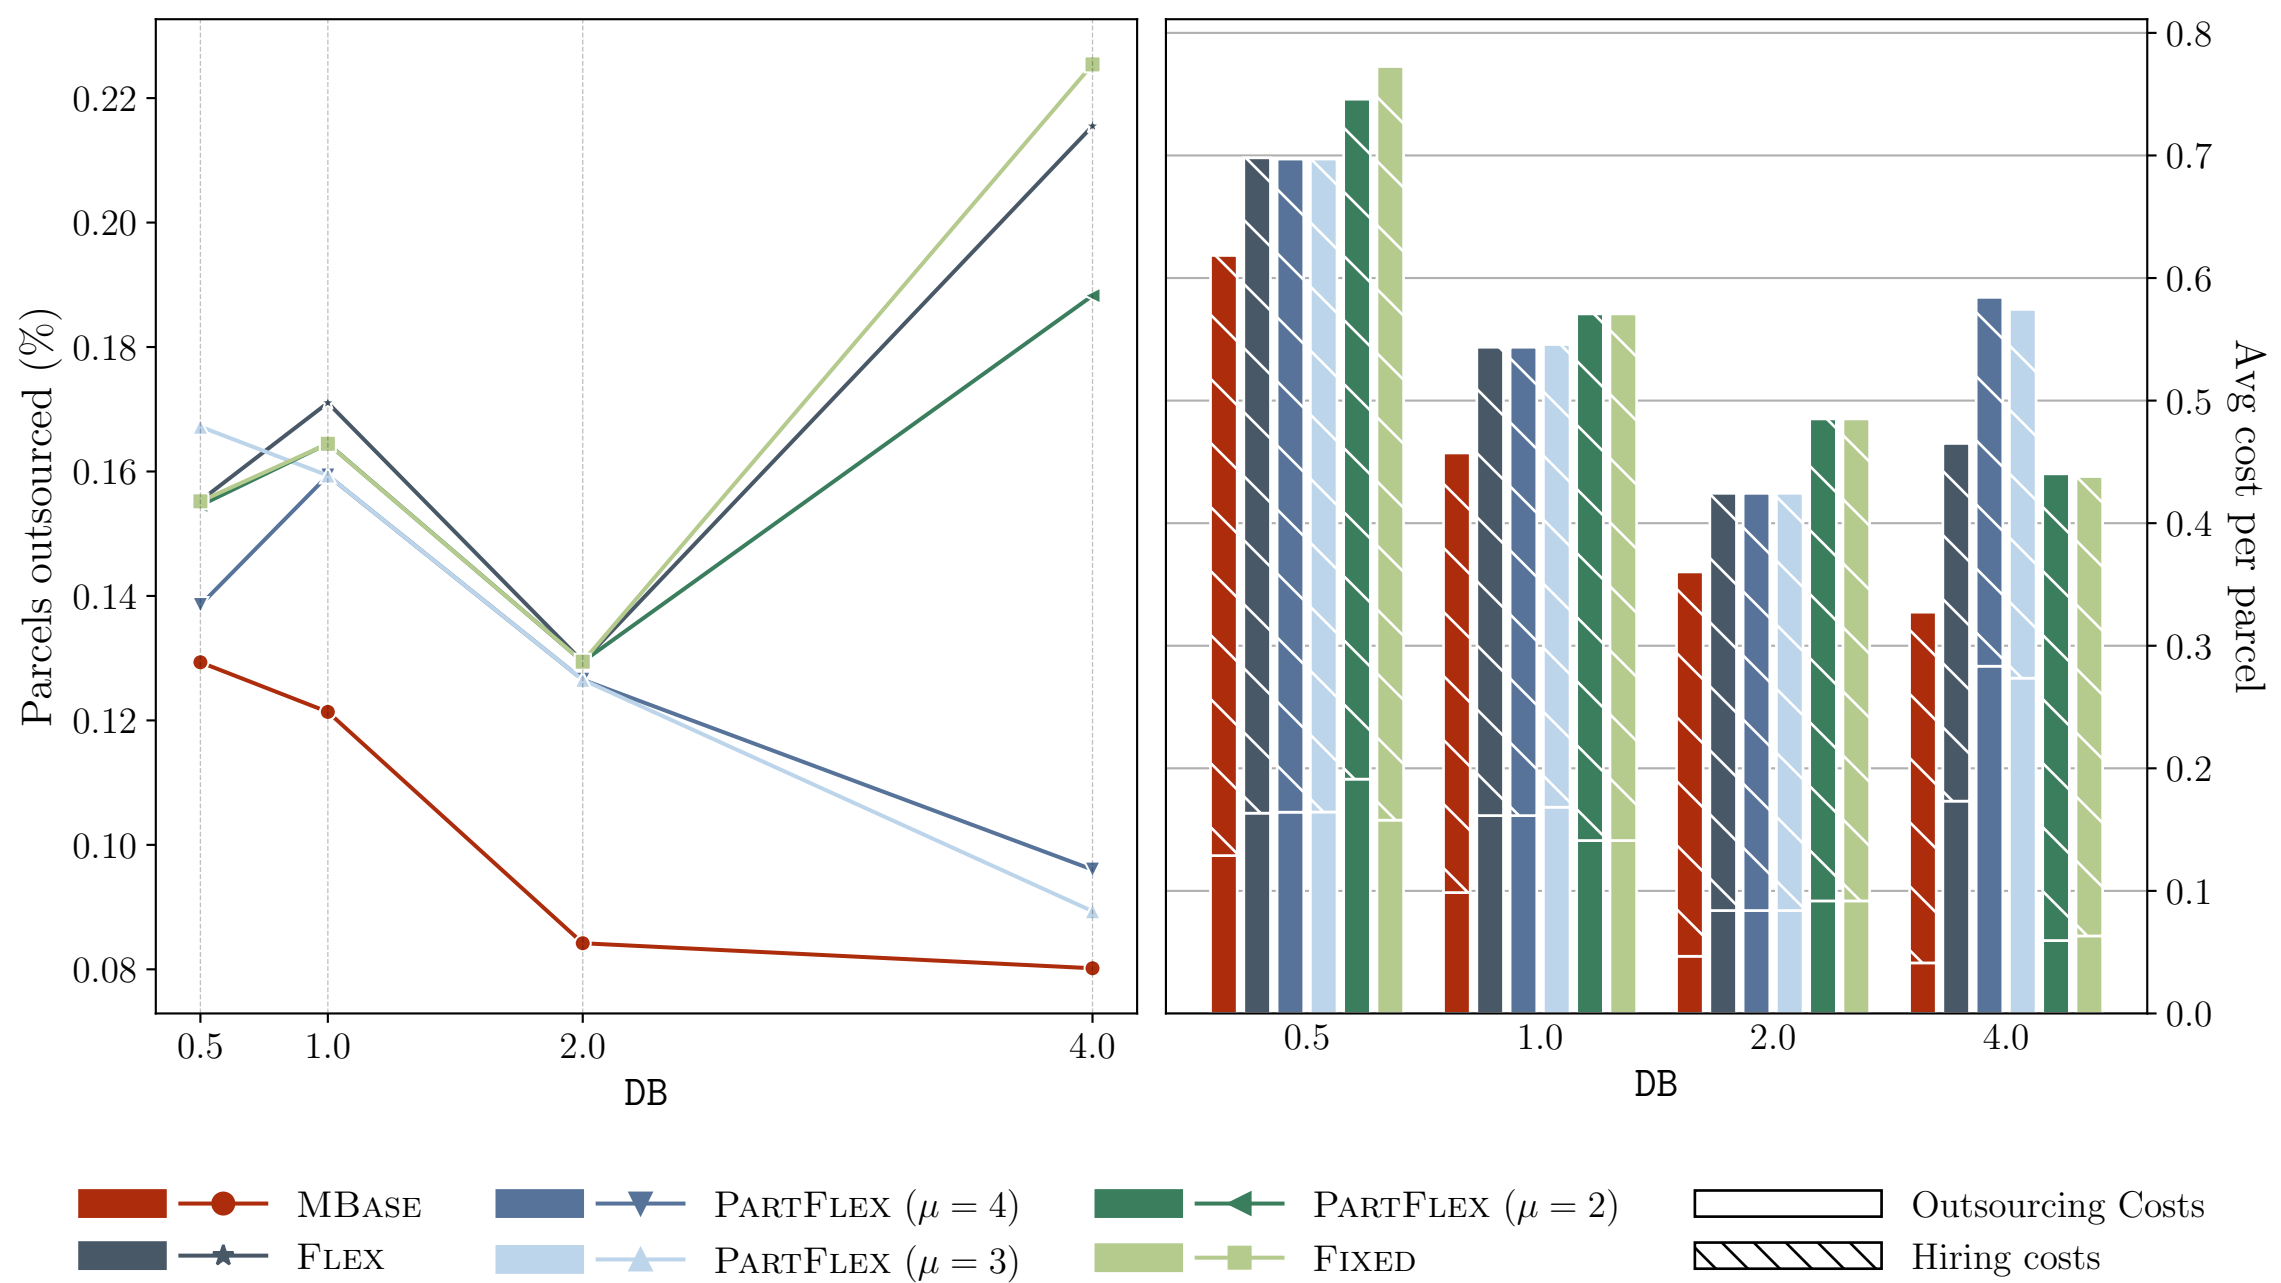 Parcels outsourced (%)
0.22
0.20
0.18
0.16
0.14
0.12
0.10
0.08
0.5 1.0 2.0 4.0
DB
0.8
0.7
0.6
0.5
0.4
0.3
0.2
0.1
0.0
Avg cost per parcel
0.5 1.0 2.0 4.0
DB
MBASE
FLEX
PARTFLEX (μ = 4)
PARTFLEX (μ = 3)
PARTFLEX (μ = 2)
FIXED
Outsourcing Costs
Hiring costs